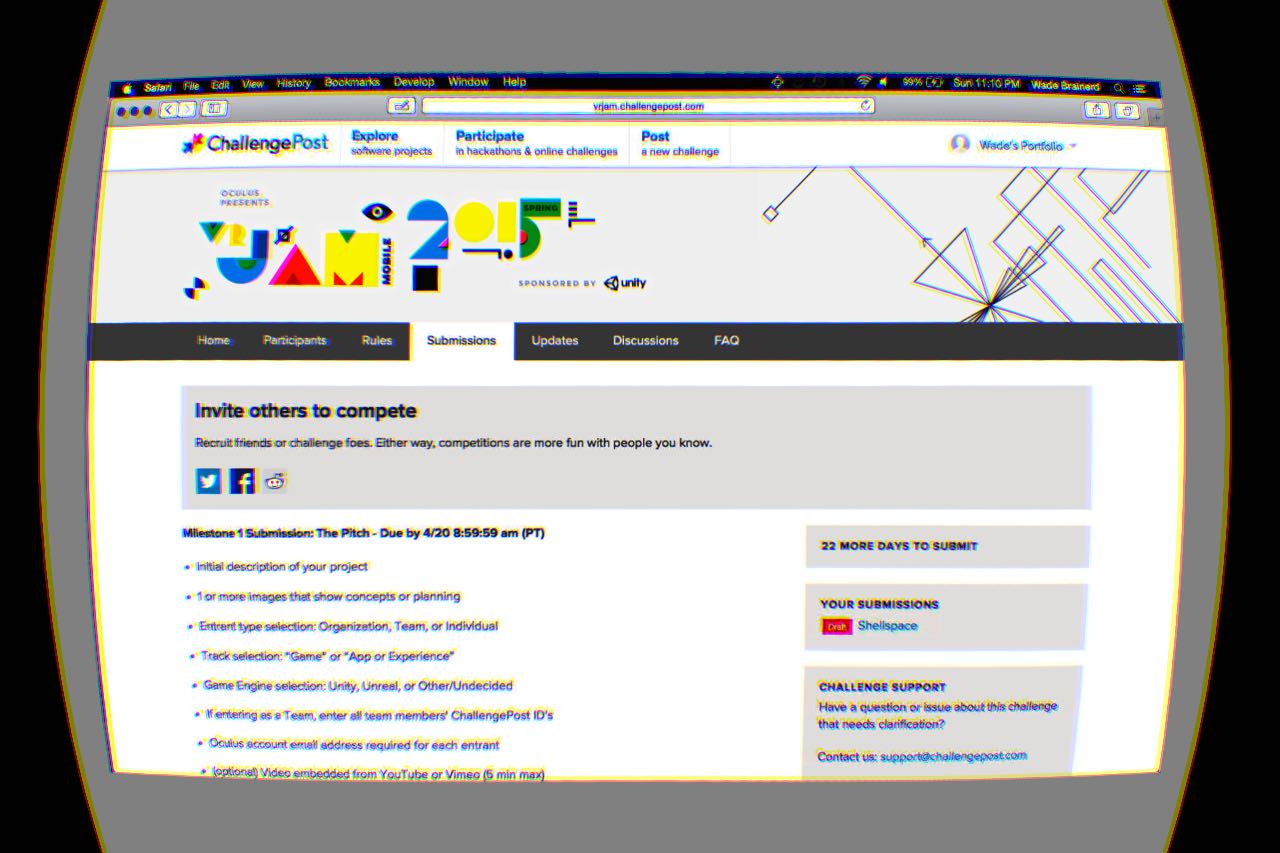 Safari File Edit View History Bookmarks Develop Window Help 99% Sun 11:10 PM Wade Brainerd
vrjam.challengepost.com
ChallengePost
Explore
software projects
Participate
in hackathons & online challenges
Post
a new challenge
Wade's Portfolio
OCULUS
PRESENTS
VR JAM MOBILE 2015 SPRING
SPONSORED BY unity
Home Participants Rules Submissions Updates Discussions FAQ
Invite others to compete
Recruit friends or challenge foes. Either way, competitions are more fun with people you know.
Milestone 1 Submission: The Pitch - Due by 4/20 8:59:59 am (PT)
• Initial description of your project
• 1 or more images that show concepts or planning
• Entrant type selection: Organization, Team, or Individual
• Track selection: "Game" or "App or Experience"
• Game Engine selection: Unity, Unreal, or Other/Undecided
• If entering as a Team, enter all team members' ChallengePost ID's
• Oculus account email address required for each entrant
• (optional) Video embedded from YouTube or Vimeo (5 min max)
22 MORE DAYS TO SUBMIT
YOUR SUBMISSIONS
Draft Shellspace
CHALLENGE SUPPORT
Have a question or issue about this challenge
that needs clarification?
Contact us: support@challengepost.com